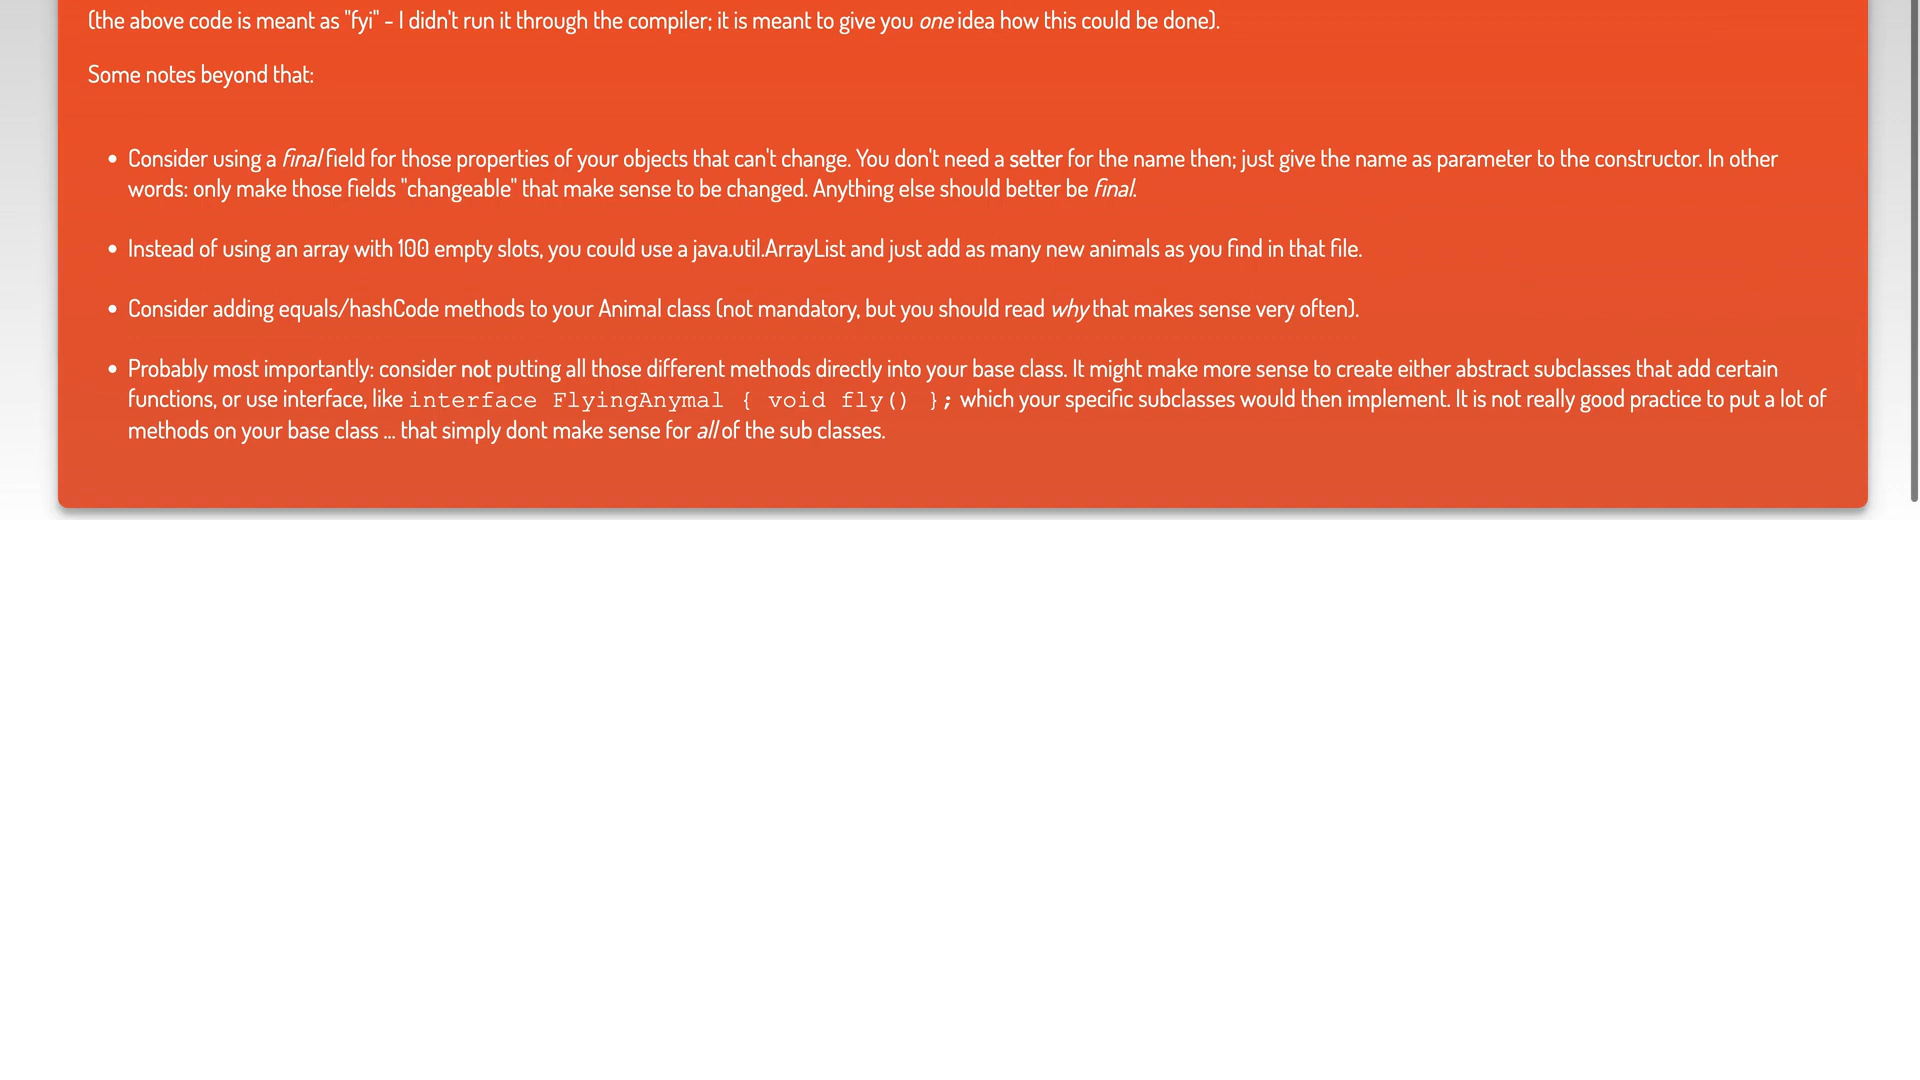 (the above code is meant as "fyi" - I didn't run it through the compiler; it is meant to give you one idea how this could be done).
Some notes beyond that:
• Consider using a final field for those properties of your objects that can't change. You don't need a setter for the name then; just give the name as parameter to the constructor. In other
words: only make those fields "changeable" that make sense to be changed. Anything else should better be final.
• Instead of using an array with 100 empty slots, you could use a java.util.ArrayList and just add as many new animals as you find in that file.
• Consider adding equals/hashCode methods to your Animal class (not mandatory, but you should read why that makes sense very often).
• Probably most importantly: consider not putting all those different methods directly into your base class. It might make more sense to create either abstract subclasses that add certain
functions, or use interface, like interface FlyingAnymal { void fly() }; which your specific subclasses would then implement. It is not really good practice to put a lot of
methods on your base class ... that simply dont make sense for all of the sub classes.